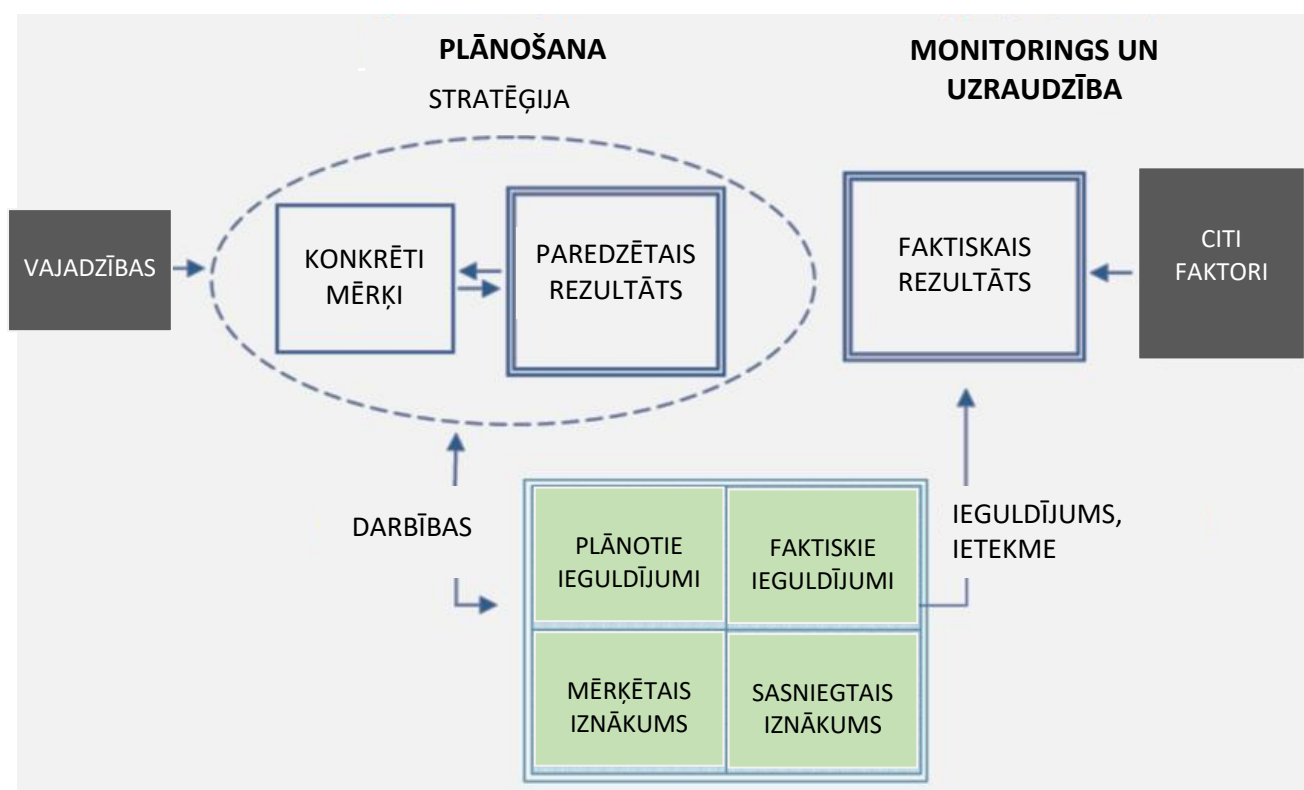 PLĀNOŠANA
STRATĒĢIJA
MONITORINGS UN
UZRAUDZĪBA
VAJADZĪBAS
KONKRĒTI
MĒRĶI
PAREDZĒTAIS
REZULTĀTS
FAKTISKAIS
REZULTĀTS
CITI
FAKTORI
DARBĪBAS
PLĀNOTIE
IEGULDĪJUMI
FAKTISKIE
IEGULDĪJUMI
IEGULDĪJUMS,
IETEKME
MĒRĶĒTAIS
IZNĀKUMS
SASNIEGTAIS
IZNĀKUMS